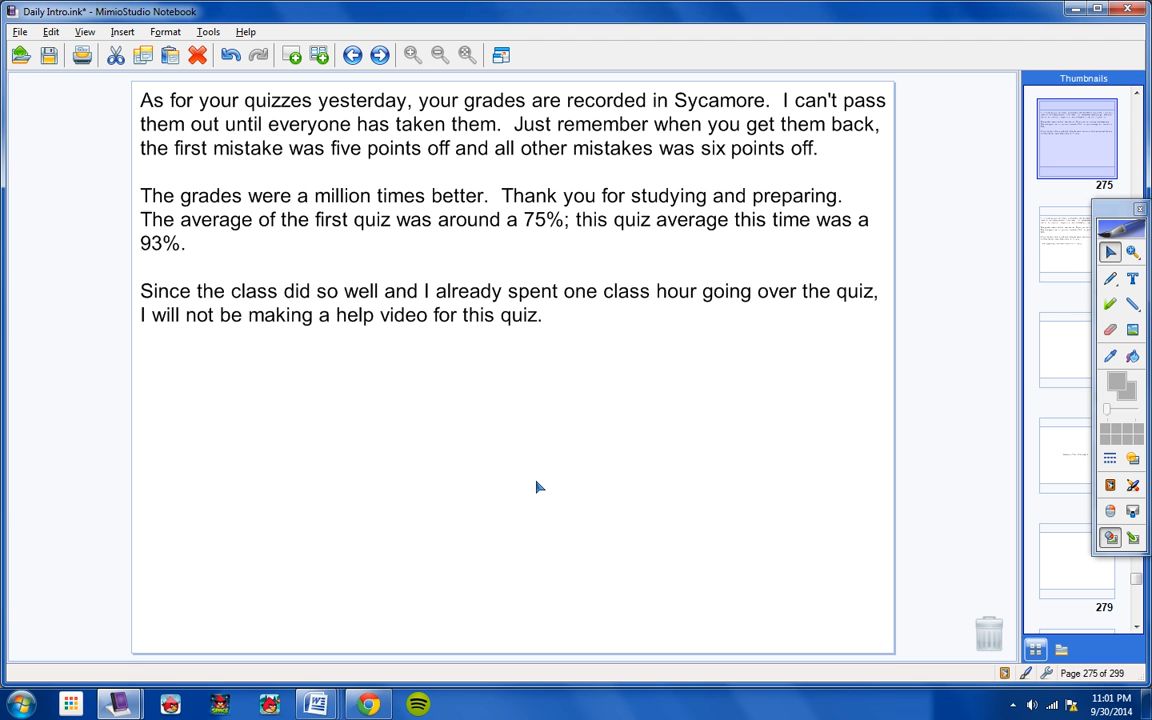 Daily Intro.ink* - MimioStudio Notebook
File Edit View Insert Format Tools Help
As for your quizzes yesterday, your grades are recorded in Sycamore.  I can't pass
them out until everyone has taken them.  Just remember when you get them back,
the first mistake was five points off and all other mistakes was six points off.
The grades were a million times better.  Thank you for studying and preparing.
The average of the first quiz was around a 75%; this quiz average this time was a
93%.
Since the class did so well and I already spent one class hour going over the quiz,
I will not be making a help video for this quiz.
Thumbnails
275
279
Page 275 of 299
11:01 PM
9/30/2014